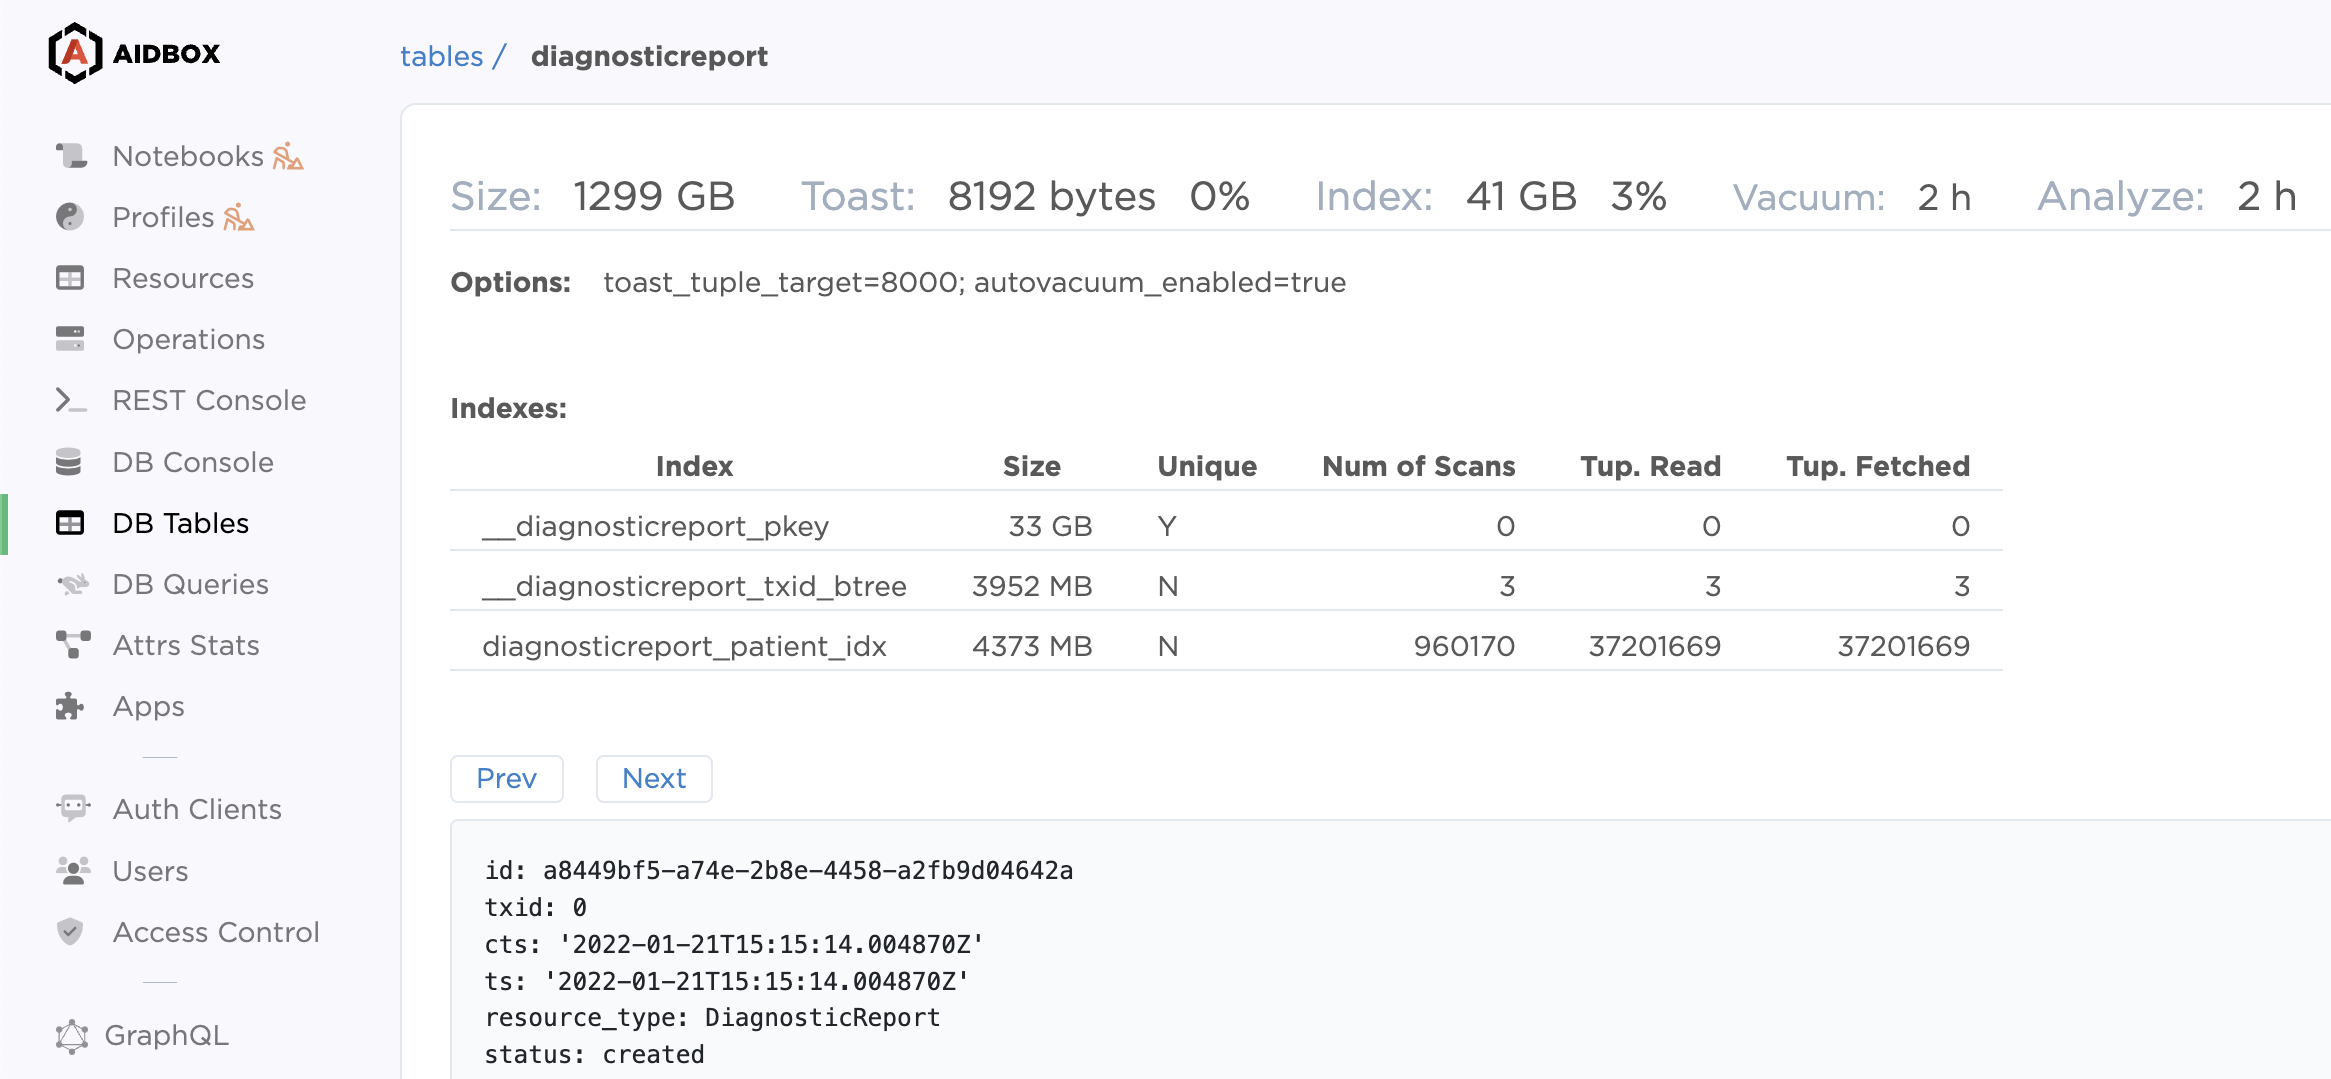 AIDBOX
tables / diagnosticreport
Notebooks
Profiles
Resources
Operations
REST Console
DB Console
DB Tables
DB Queries
Attrs Stats
Apps
Auth Clients
Users
Access Control
GraphQL
Size: 1299 GB Toast: 8192 bytes 0% Index: 41 GB 3% Vacuum: 2 h Analyze: 2 h
Options: toast_tuple_target=8000; autovacuum_enabled=true
Indexes:
Index Size Unique Num of Scans Tup. Read Tup. Fetched
__diagnosticreport_pkey 33 GB Y 0 0 0
__diagnosticreport_txid_btree 3952 MB N 3 3 3
diagnosticreport_patient_idx 4373 MB N 960170 37201669 37201669
Prev Next
id: a8449bf5-a74e-2b8e-4458-a2fb9d04642a
txid: 0
cts: '2022-01-21T15:15:14.004870Z'
ts: '2022-01-21T15:15:14.004870Z'
resource_type: DiagnosticReport
status: created